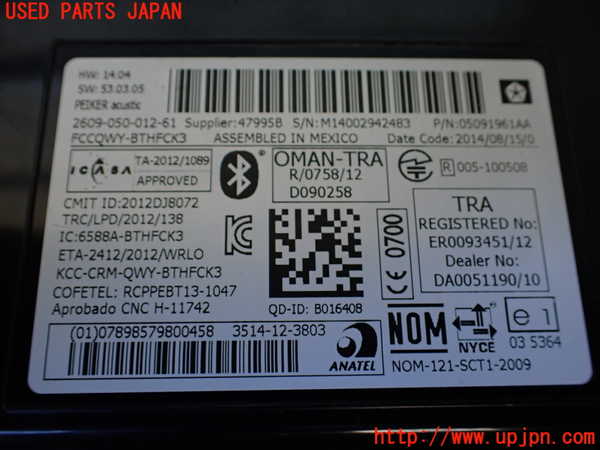 USED PARTS JAPAN
HW: 14.04
SW: 53.03.05
PEIKER acustic
2609-050-012-61 Supplier:47995B S/N:M14002942483 P/N:05091961AA
FCCQWY-BTHFCK3 ASSEMBLED IN MEXICO Date Code:2014/08/15/0
ICASA
TA-2012/1089
APPROVED
OMAN-TRA
R/0758/12
D090258
R 005-100508
CMIT ID:2012DJ8072
TRC/LPD/2012/138
IC:6588A-BTHFCK3
ETA-2412/2012/WRLO
KCC-CRM-QWY-BTHFCK3
COFETEL: RCPPEBT13-1047
Aprobado CNC H-11742
CE 0700
TRA
REGISTERED No:
ER0093451/12
Dealer No:
DA0051190/10
QD-ID: B016408
(01)07898579800458 3514-12-3803
ANATEL
NOM
NYCE
NOM-121-SCT1-2009
e1
03 5364
http://www.upjpn.com/